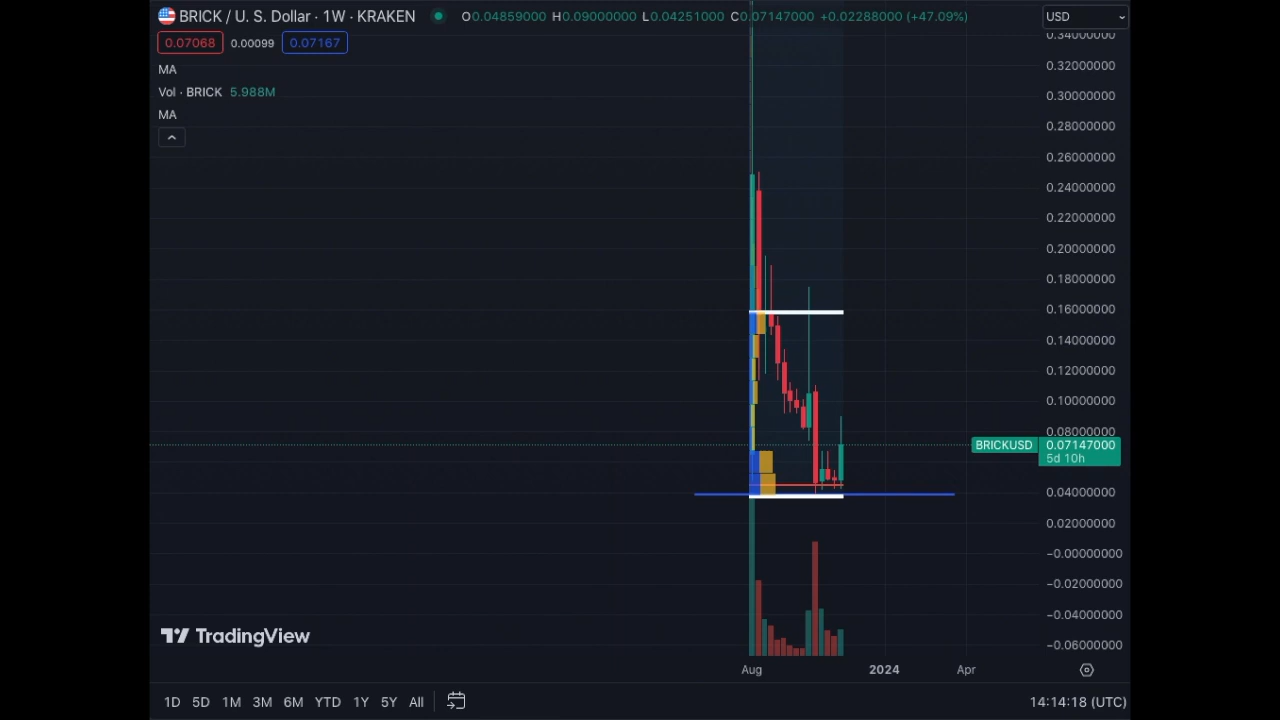 BRICK / U. S. Dollar · 1W · KRAKEN O0.04859000 H0.09000000 L0.04251000 C0.07147000 +0.02288000 (+47.09%)
USD
0.07068 0.00099 0.07167
MA
Vol · BRICK 5.988M
MA
0.34000000
0.32000000
0.30000000
0.28000000
0.26000000
0.24000000
0.22000000
0.20000000
0.18000000
0.16000000
0.14000000
0.12000000
0.10000000
0.08000000
BRICKUSD 0.07147000
5d 10h
0.04000000
0.02000000
−0.00000000
−0.02000000
−0.04000000
−0.06000000
TradingView
Aug 2024 Apr
1D 5D 1M 3M 6M YTD 1Y 5Y All 14:14:18 (UTC)